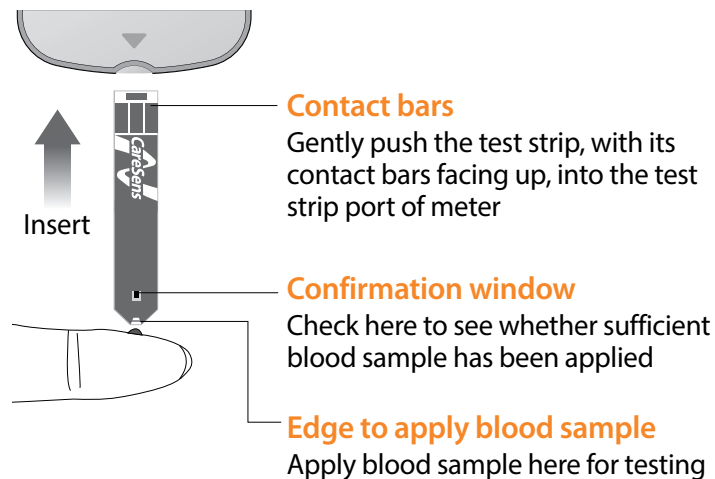 Contact bars
Gently push the test strip, with its
contact bars facing up, into the test
strip port of meter
Insert
CareSens
Confirmation window
Check here to see whether sufficient
blood sample has been applied
Edge to apply blood sample
Apply blood sample here for testing